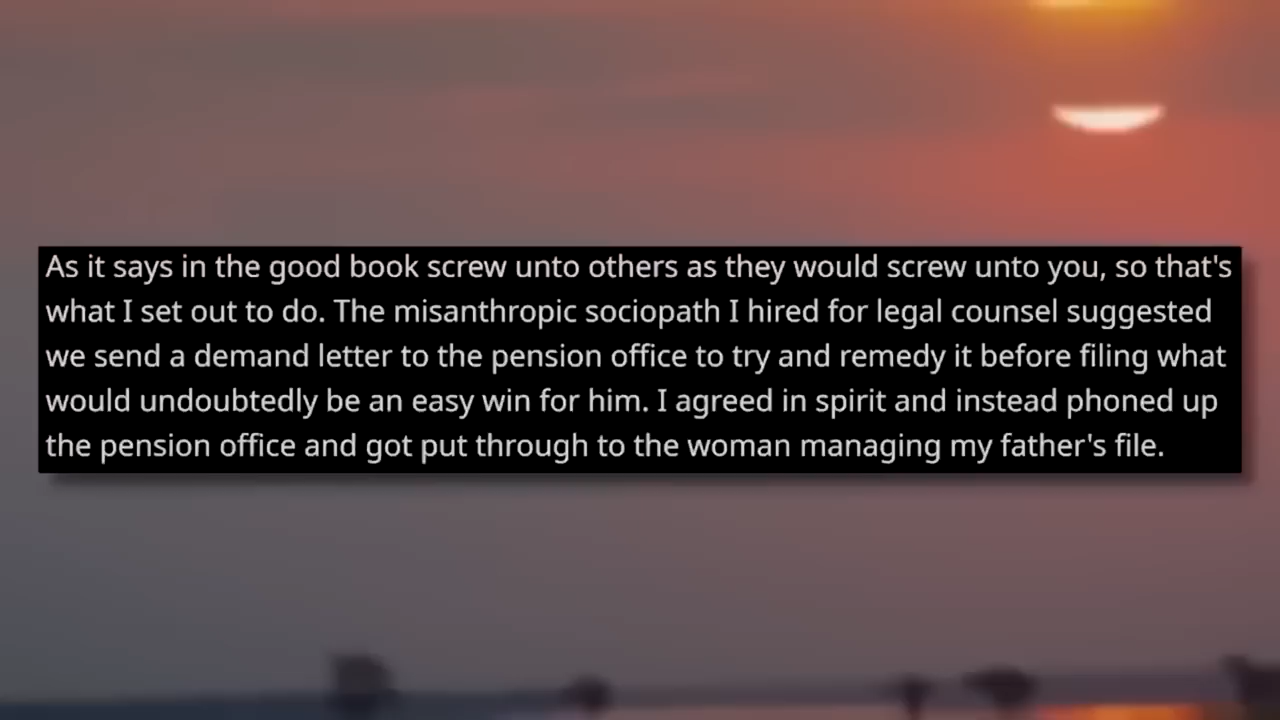 As it says in the good book screw unto others as they would screw unto you, so that's
what I set out to do. The misanthropic sociopath I hired for legal counsel suggested
we send a demand letter to the pension office to try and remedy it before filing what
would undoubtedly be an easy win for him. I agreed in spirit and instead phoned up
the pension office and got put through to the woman managing my father's file.